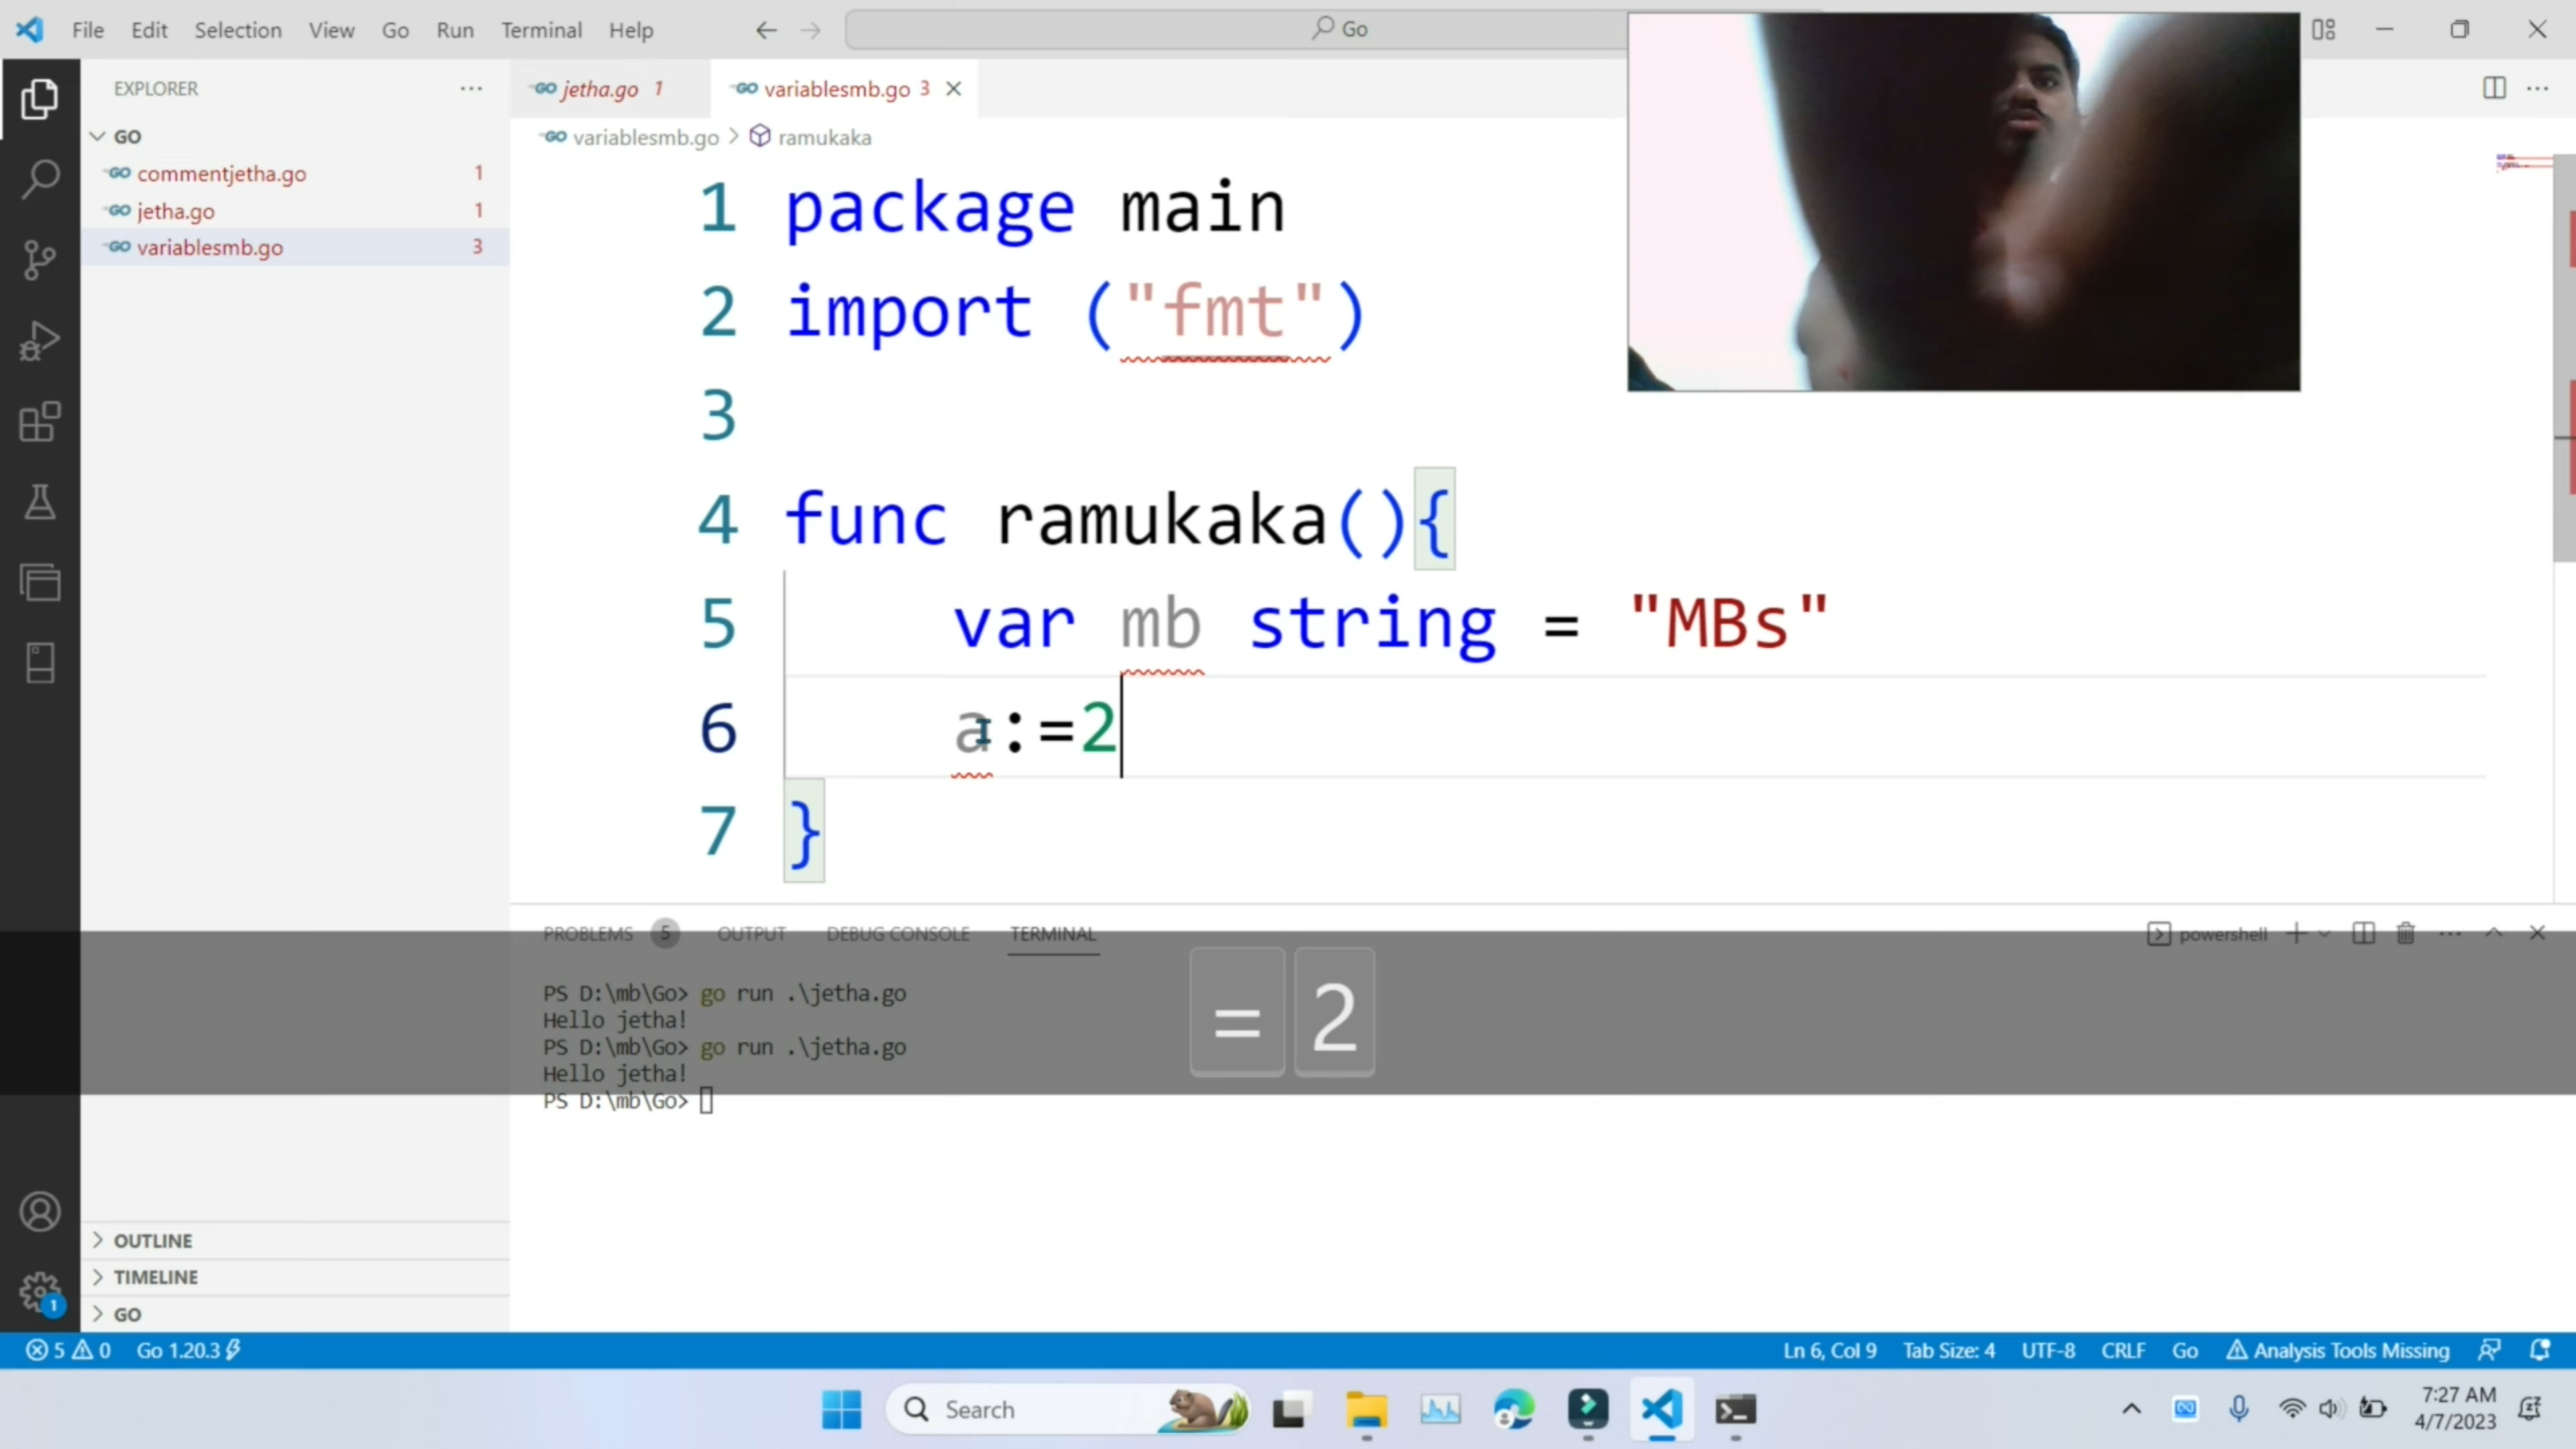 File Edit Selection View Go Run Terminal Help
Go
EXPLORER
GO
commentjetha.go 1
jetha.go 1
variablesmb.go 3
jetha.go 1
variablesmb.go 3
variablesmb.go > ramukaka
1 package main
2 import ("fmt")
3
4 func ramukaka(){
5 var mb string = "MBs"
6 a:=2
7 }
PROBLEMS 5 OUTPUT DEBUG CONSOLE TERMINAL
powershell
PS D:\mb\Go> go run .\jetha.go
Hello jetha!
PS D:\mb\Go> go run .\jetha.go
Hello jetha!
PS D:\mb\Go>
= 2
OUTLINE
TIMELINE
GO
1
5 0 Go 1.20.3
Ln 6, Col 9 Tab Size: 4 UTF-8 CRLF Go Analysis Tools Missing
Search
7:27 AM
4/7/2023